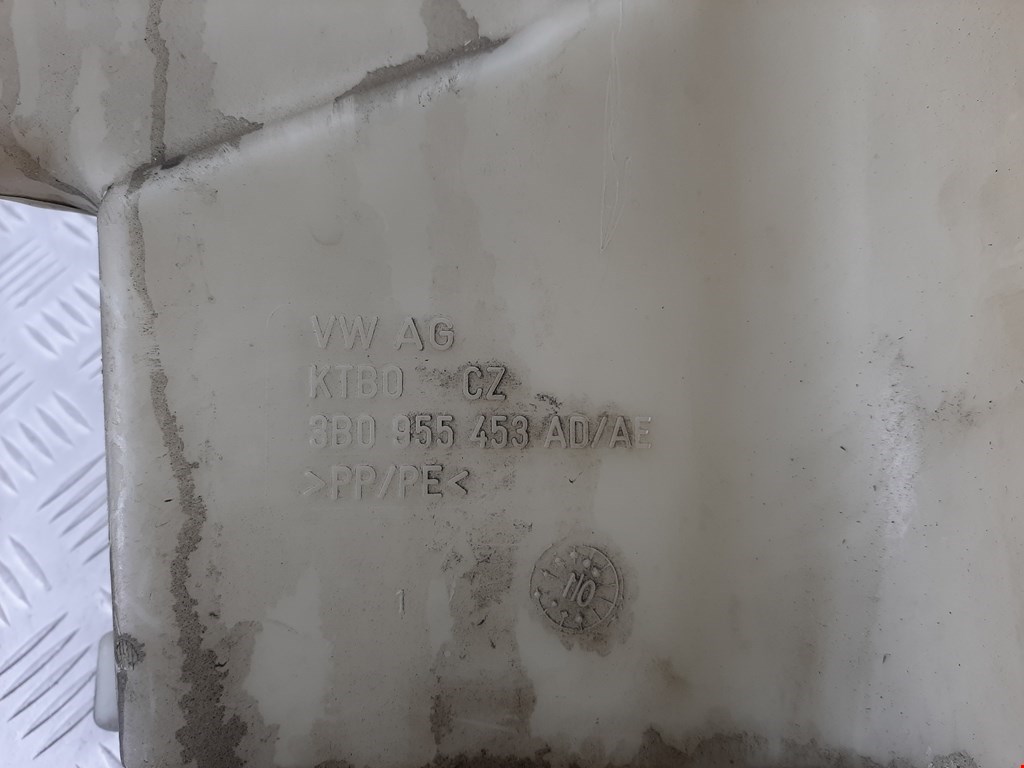 VW AG
KTBO CZ
3B0 955 453 AD/AE
>PP/PE<
1